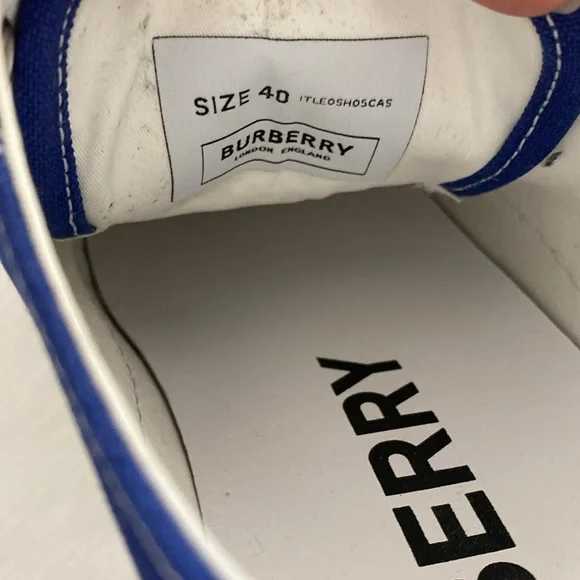 SIZE 40 ITLEOSHOSCAS
BURBERRY
LONDON ENGLAND
BERRY